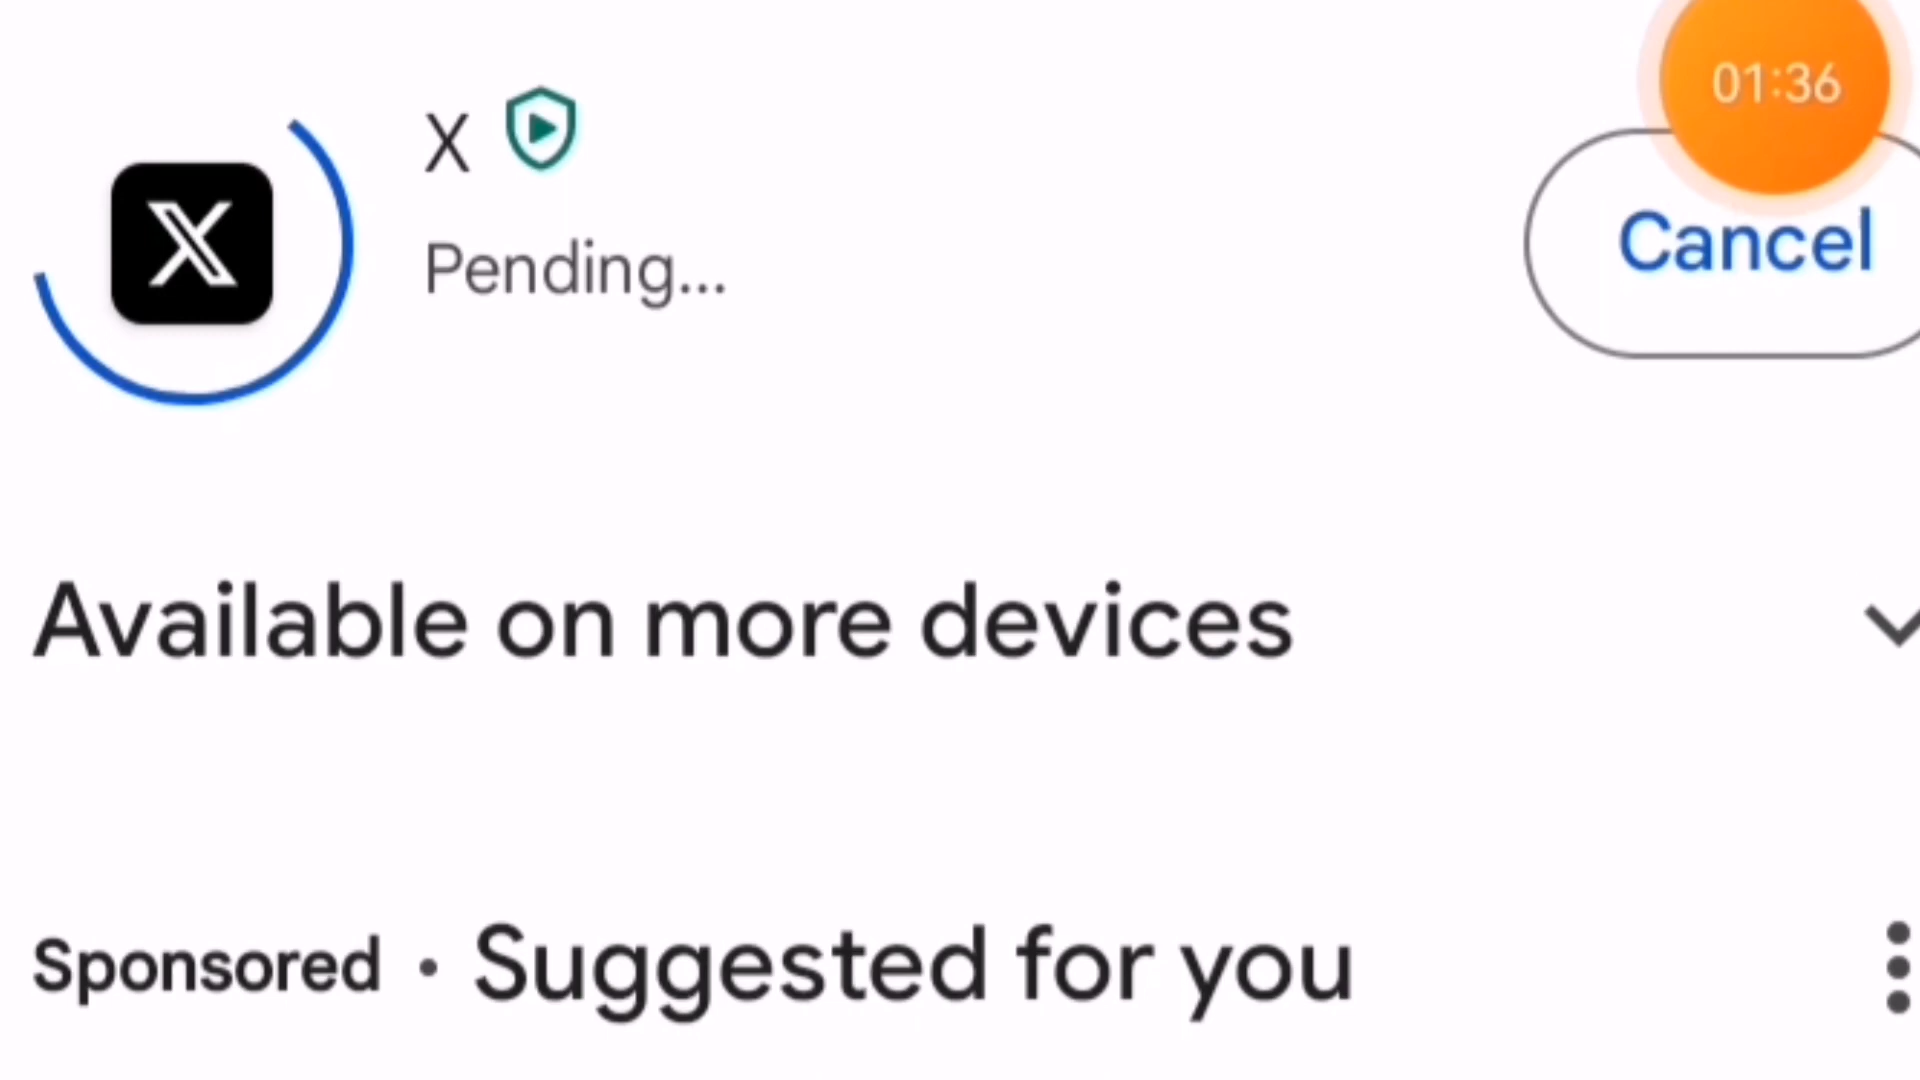 01:36
X
Pending...
Cancel
Available on more devices
Sponsored • Suggested for you